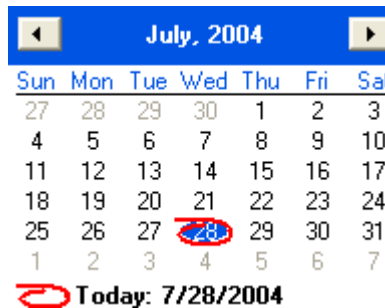 July, 2004
Sun Mon Tue Wed Thu Fri Sat
27 28 29 30 1 2 3
4 5 6 7 8 9 10
11 12 13 14 15 16 17
18 19 20 21 22 23 24
25 26 27 28 29 30 31
1 2 3 4 5 6 7
Today: 7/28/2004